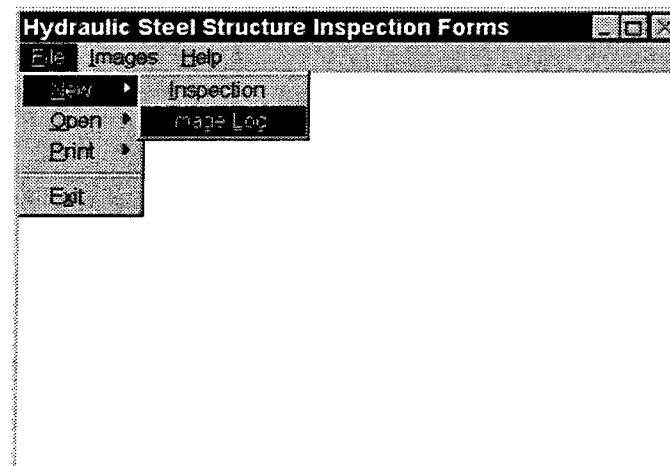 Hydraulic Steel Structure Inspection Forms
File Images Help
New Inspection
Open Image Log
Print
Exit